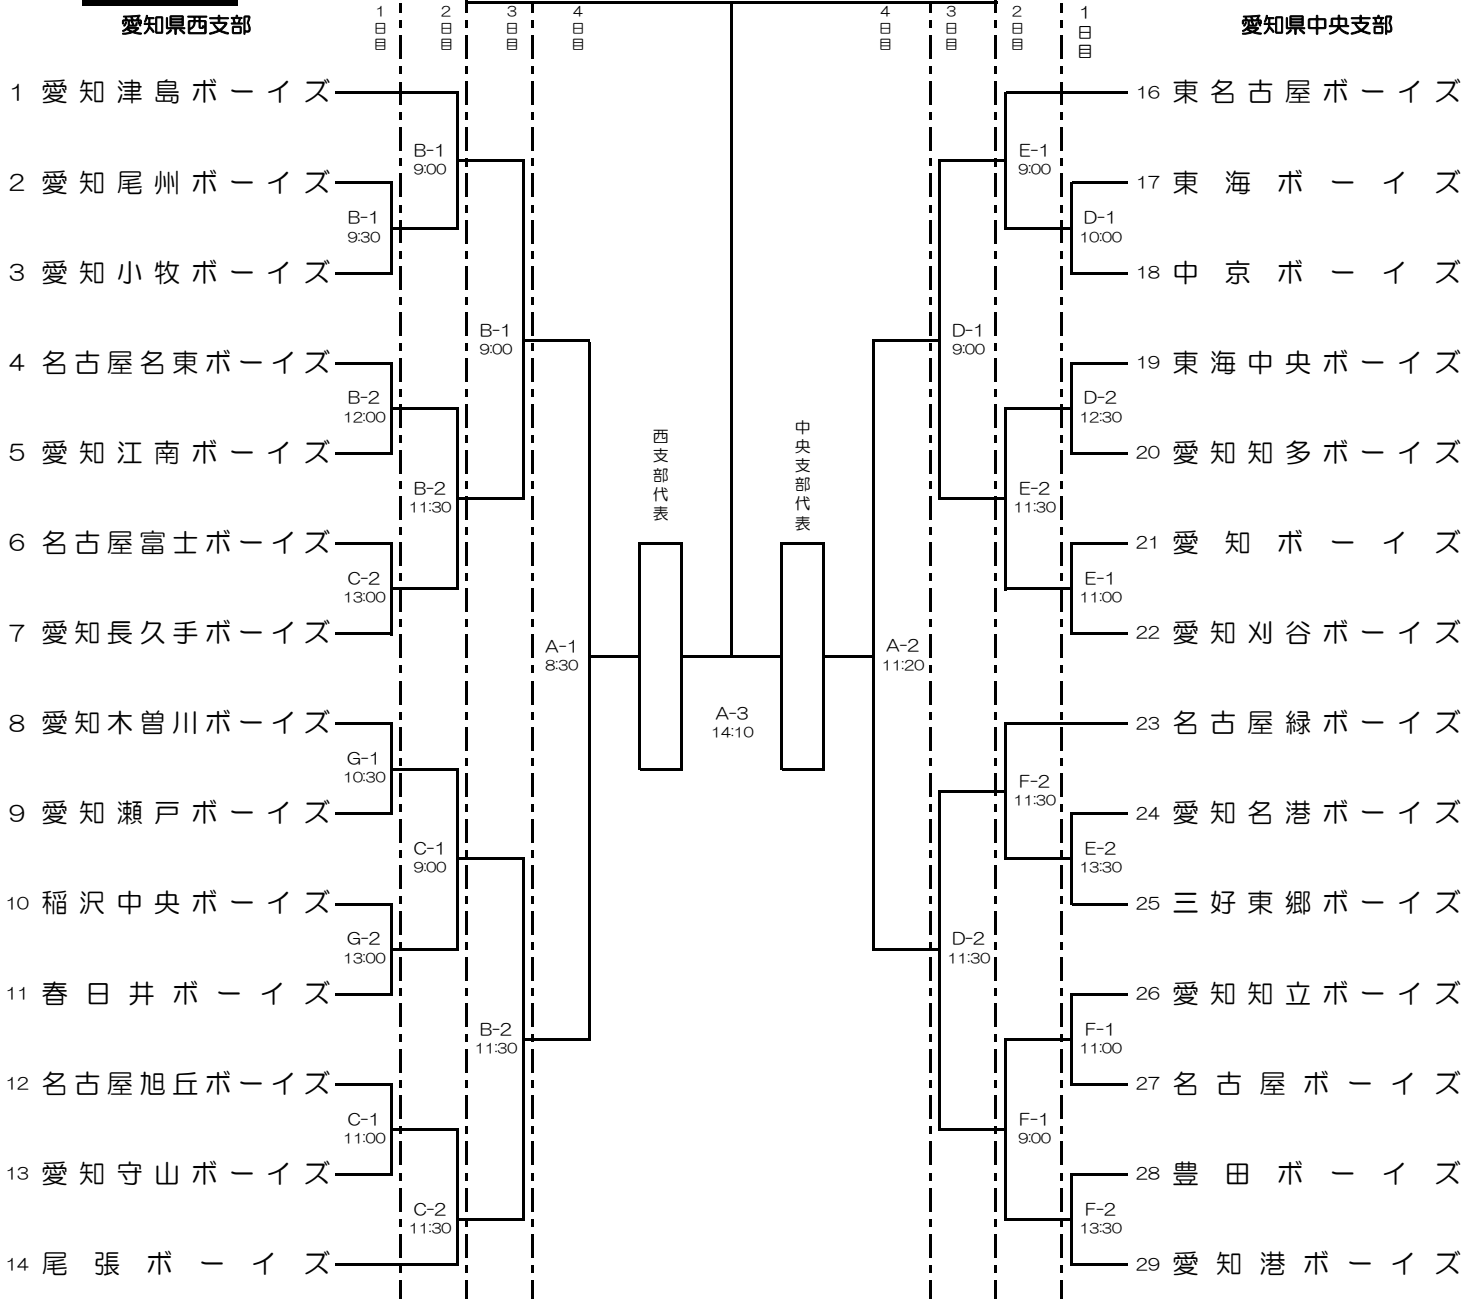 愛知県西支部
1日目
2日目
3日目
4日目
4日目
3日目
2日目
1日目
愛知県中央支部
1 愛知津島ボーイズ
2 愛知尾州ボーイズ
3 愛知小牧ボーイズ
4 名古屋名東ボーイズ
5 愛知江南ボーイズ
6 名古屋富士ボーイズ
7 愛知長久手ボーイズ
8 愛知木曽川ボーイズ
9 愛知瀬戸ボーイズ
10 稲沢中央ボーイズ
11 春日井ボーイズ
12 名古屋旭丘ボーイズ
13 愛知守山ボーイズ
14 尾張ボーイズ
B-1
9:30
B-2
12:00
C-2
13:00
G-1
10:30
G-2
13:00
C-1
11:00
B-1
9:00
B-2
11:30
C-1
9:00
C-2
11:30
B-1
9:00
B-2
11:30
A-1
8:30
西支部代表
A-3
14:10
中央支部代表
A-2
11:20
D-1
9:00
D-2
11:30
E-1
9:00
E-2
11:30
F-2
11:30
F-1
9:00
D-1
10:00
D-2
12:30
E-1
11:00
E-2
13:30
F-1
11:00
F-2
13:30
16 東名古屋ボーイズ
17 東海ボーイズ
18 中京ボーイズ
19 東海中央ボーイズ
20 愛知知多ボーイズ
21 愛知ボーイズ
22 愛知刈谷ボーイズ
23 名古屋緑ボーイズ
24 愛知名港ボーイズ
25 三好東郷ボーイズ
26 愛知知立ボーイズ
27 名古屋ボーイズ
28 豊田ボーイズ
29 愛知港ボーイズ